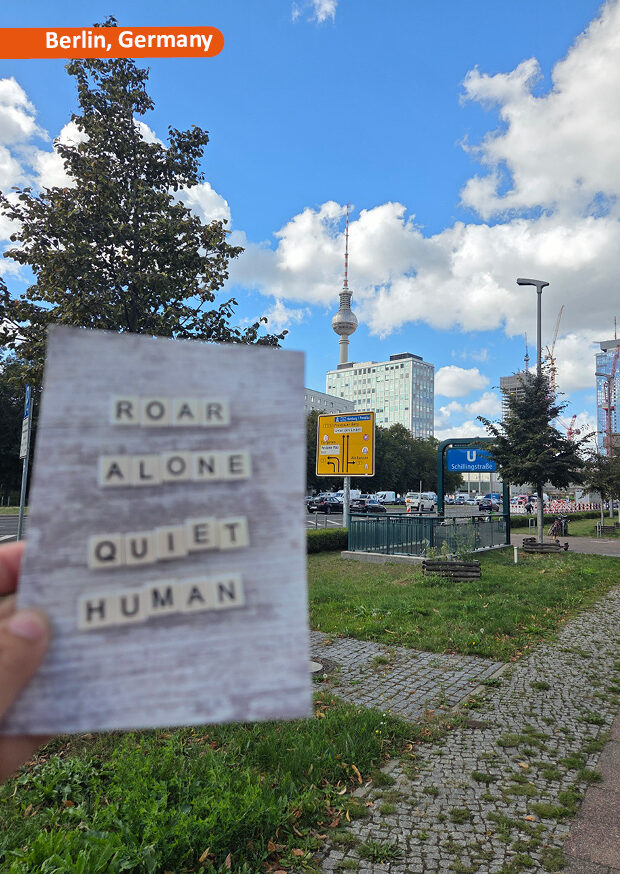 Berlin, Germany
ROAR
ALONE
QUIET
HUMAN
U
Schillingstraße